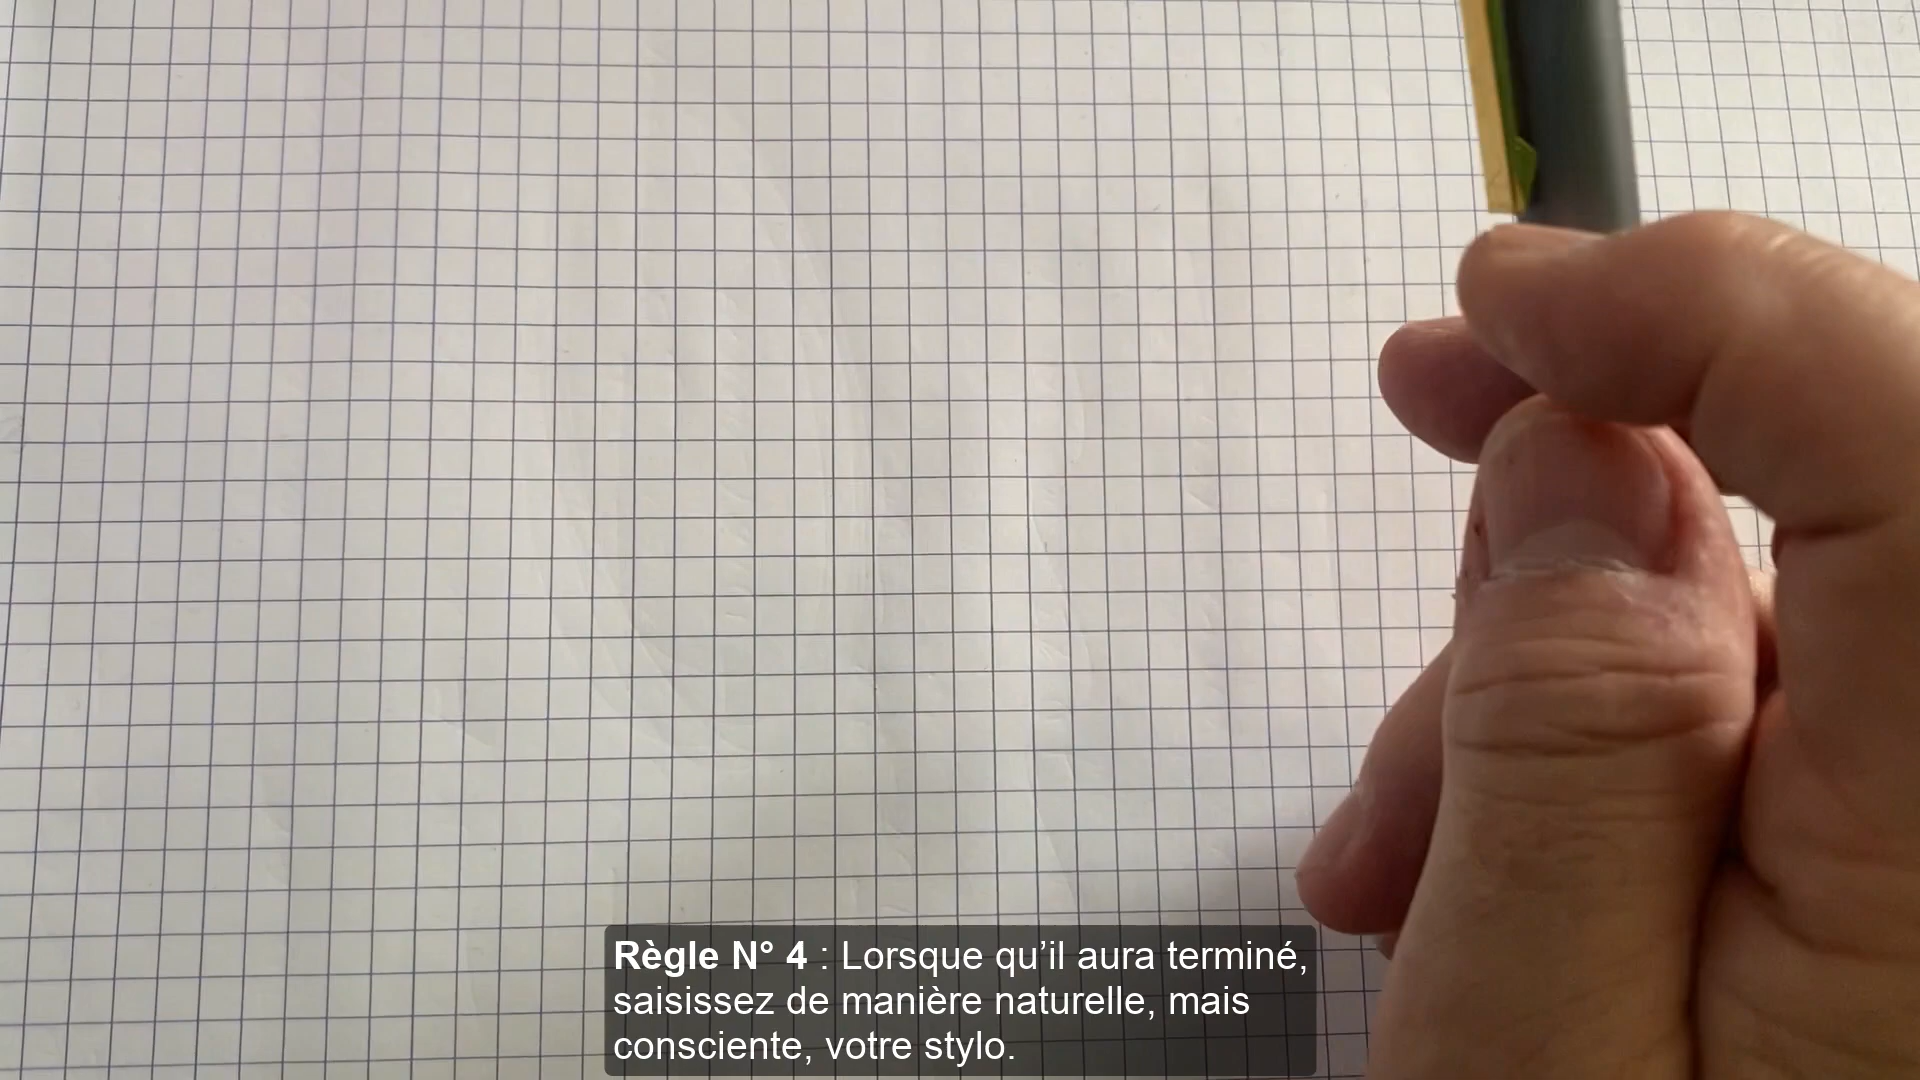 Règle N° 4 : Lorsque qu’il aura terminé,
saisissez de manière naturelle, mais
consciente, votre stylo.